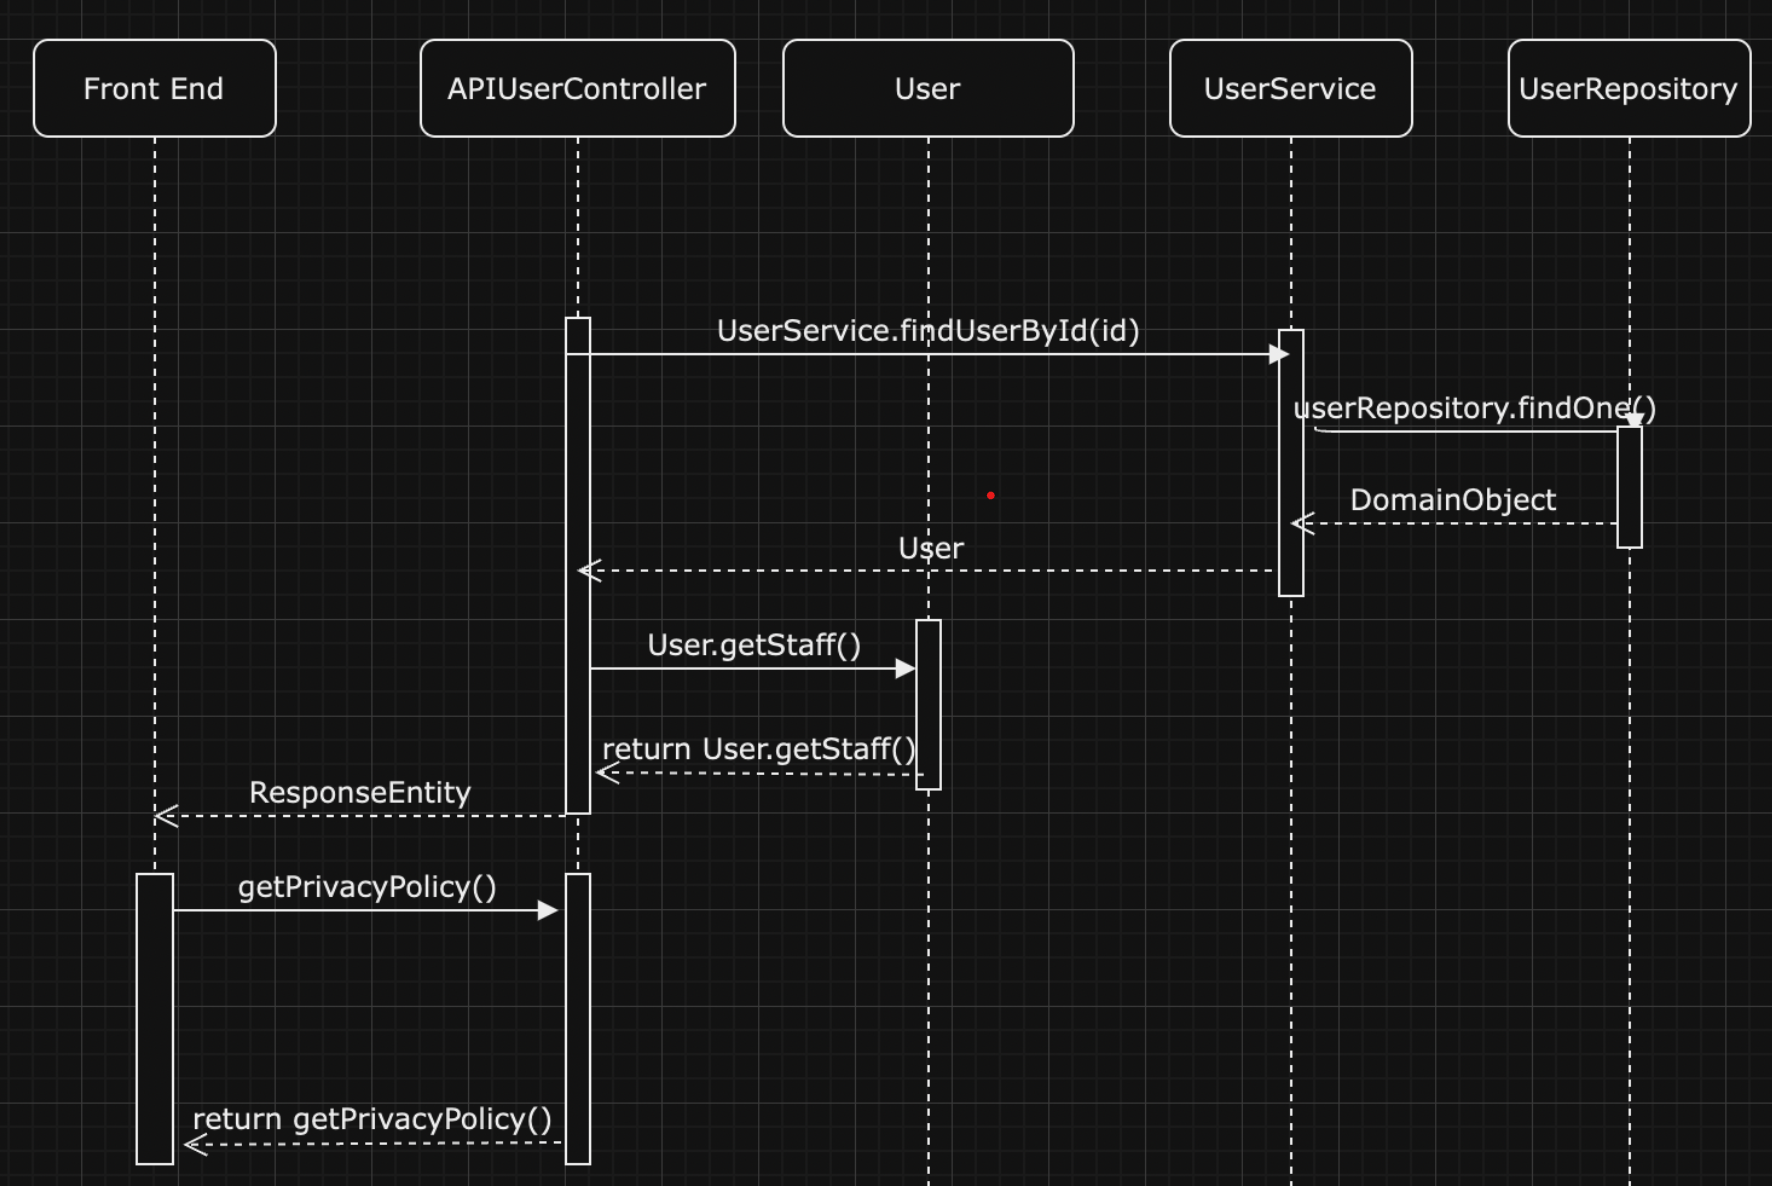 Front End
APIUserController
User
UserService
UserRepository
UserService.findUserById(id)
userRepository.findOne()
DomainObject
User
User.getStaff()
return User.getStaff()
ResponseEntity
getPrivacyPolicy()
return getPrivacyPolicy()